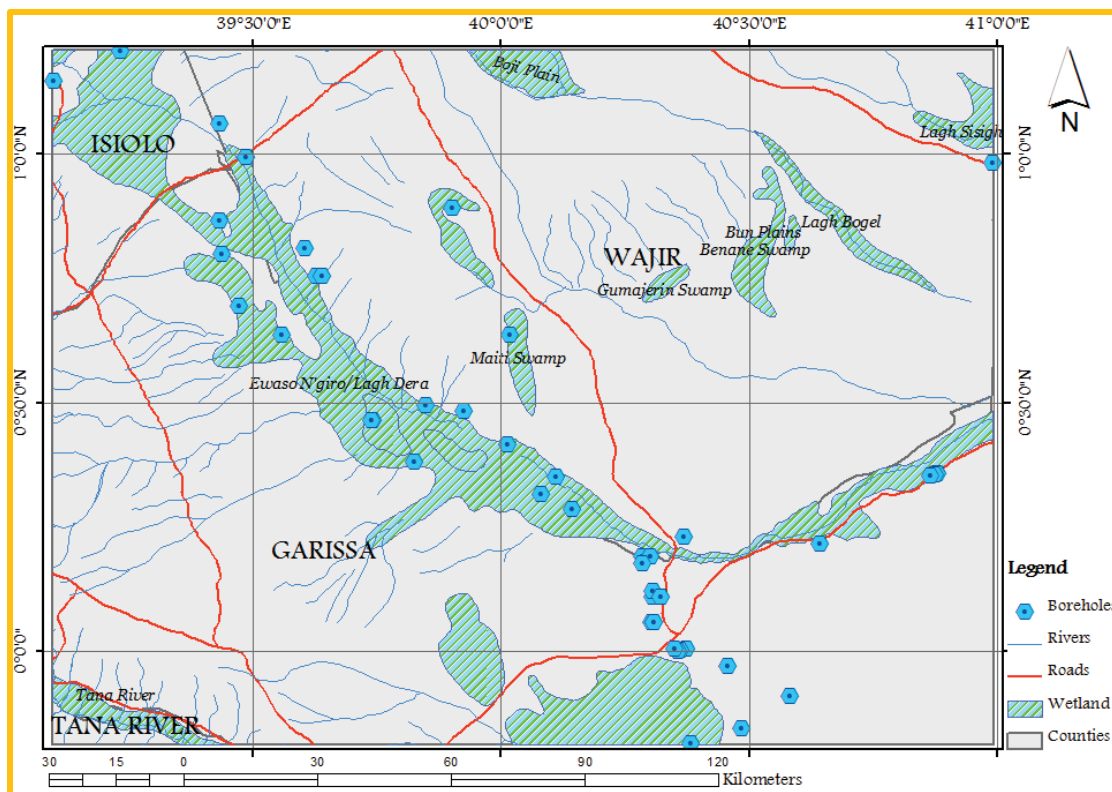 39°30'0"E 40°0'0"E 40°30'0"E 41°0'0"E
Boji Plain
N
Lagh Sisigh
ISIOLO
1°0'0"N
1°0'0"N
Lagh Bogel
Bun Plains
Benane Swamp
WAJIR
Gumajerin Swamp
Maiti Swamp
Ewaso N'giro/Lagh Dera
0°30'0"N
0°30'0"N
GARISSA
Legend
Boreholes
Rivers
Roads
Wetland
Counties
0°0'0"
0°0'0"
Tana River
TANA RIVER
30 15 0 30 60 90 120
Kilometers